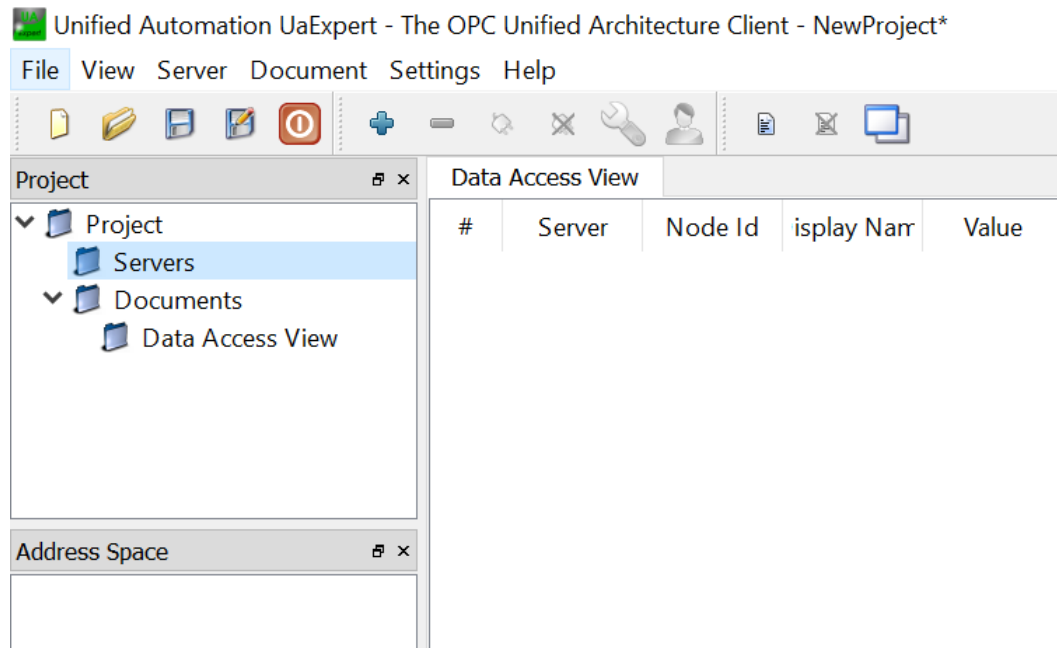 Unified Automation UaExpert - The OPC Unified Architecture Client - NewProject*
File View Server Document Settings Help
Project
Data Access View
Project
# Server Node Id isplay Nam Value
Servers
Documents
Data Access View
Address Space